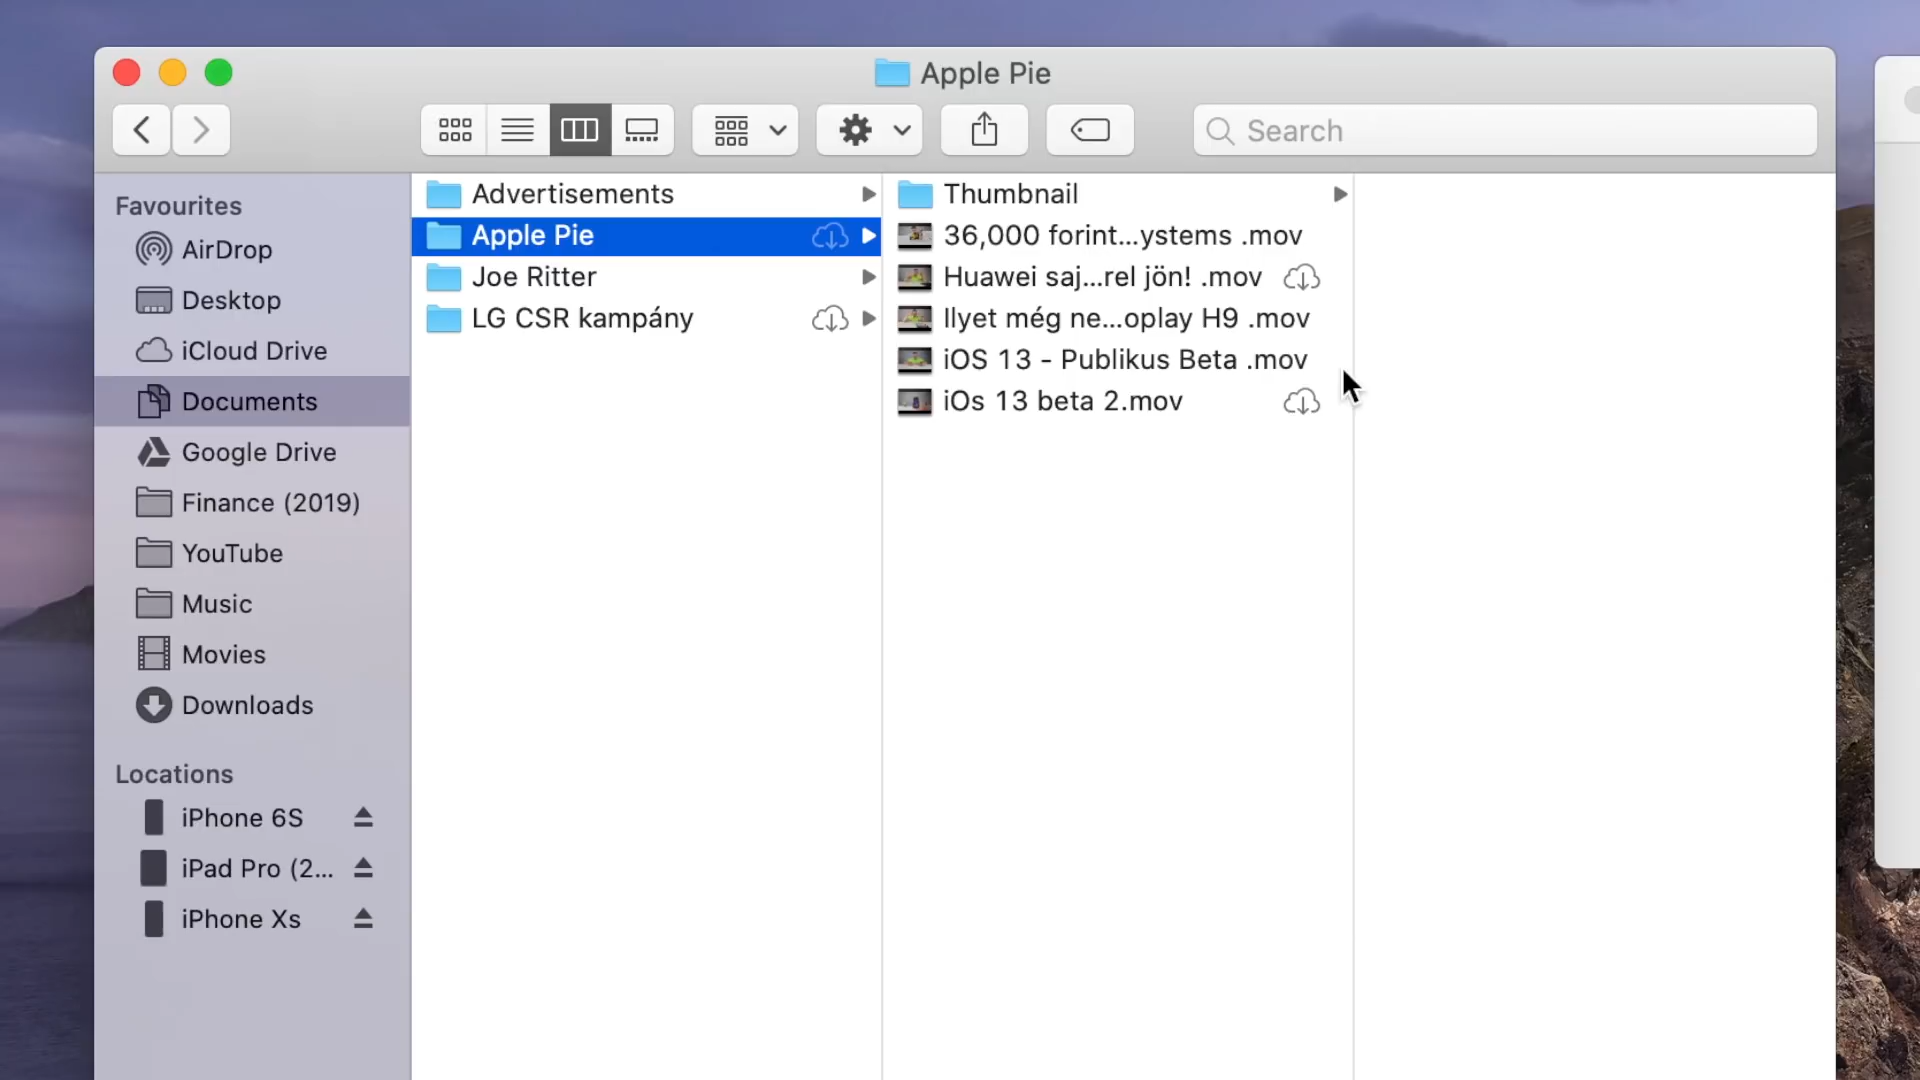 Apple Pie
Search
Favourites
AirDrop
Desktop
iCloud Drive
Documents
Google Drive
Finance (2019)
YouTube
Music
Movies
Downloads
Locations
iPhone 6S
iPad Pro (2...
iPhone Xs
Advertisements
Apple Pie
Joe Ritter
LG CSR kampány
Thumbnail
36,000 forint...ystems .mov
Huawei saj...rel jön! .mov
Ilyet még ne...oplay H9 .mov
iOS 13 - Publikus Beta .mov
iOs 13 beta 2.mov